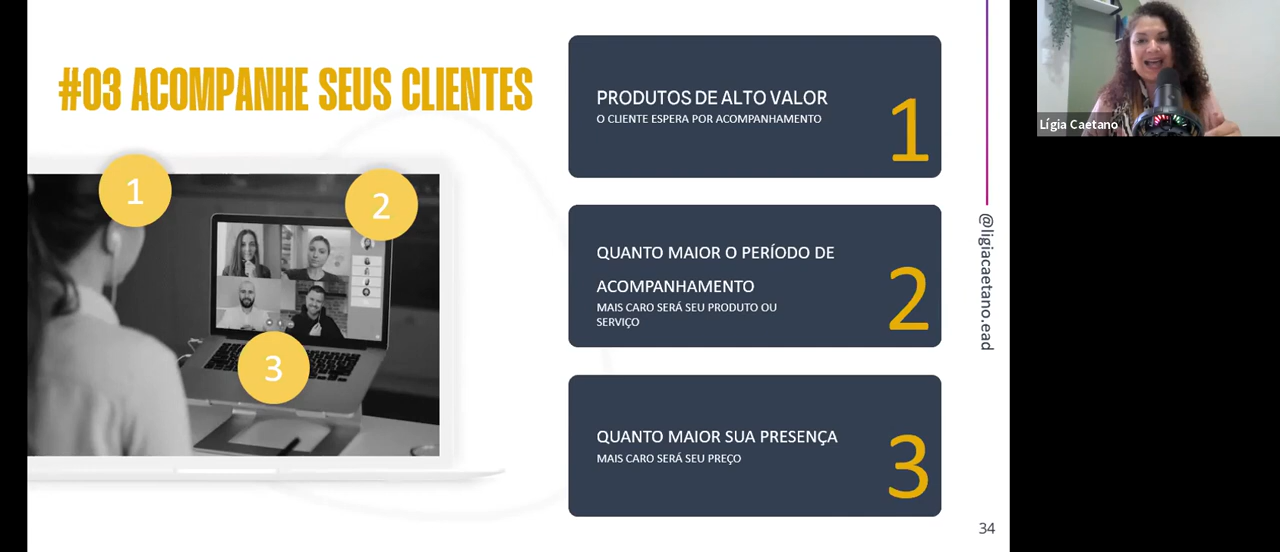 #03 ACOMPANHE SEUS CLIENTES
1
2
3
PRODUTOS DE ALTO VALOR
O CLIENTE ESPERA POR ACOMPANHAMENTO
1
QUANTO MAIOR O PERÍODO DE
ACOMPANHAMENTO
MAIS CARO SERÁ SEU PRODUTO OU
SERVIÇO
2
QUANTO MAIOR SUA PRESENÇA
MAIS CARO SERÁ SEU PREÇO
3
@ligiacaetano.ead
34
Lígia Caetano